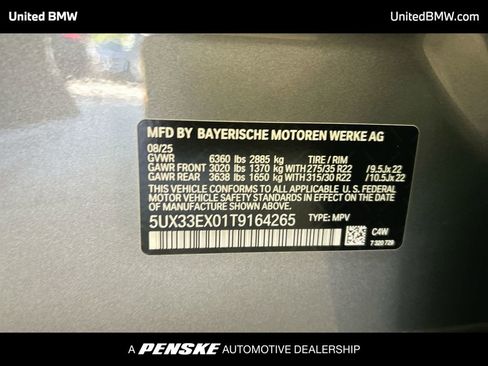 United BMW UnitedBMW.com
MFD BY BAYERISCHE MOTOREN WERKE AG
08/25
GVWR 6360 lbs 2885 kg TIRE / RIM
GAWR FRONT 3020 lbs 1370 kg 275/35 R22 /9.5Jx22
GAWR REAR 3638 lbs 1650 kg 315/30 R22 /10.5Jx22
THIS VEHICLE CONFORMS TO ALL APPLICABLE U.S. FEDERAL
MOTOR VEHICLE SAFETY STANDARDS IN EFFECT ON THE DATE
OF MANUFACTURE SHOWN ABOVE.
5UX33EX01T9164265 TYPE: MPV
C4W
7 320 729
A PENSKE AUTOMOTIVE DEALERSHIP